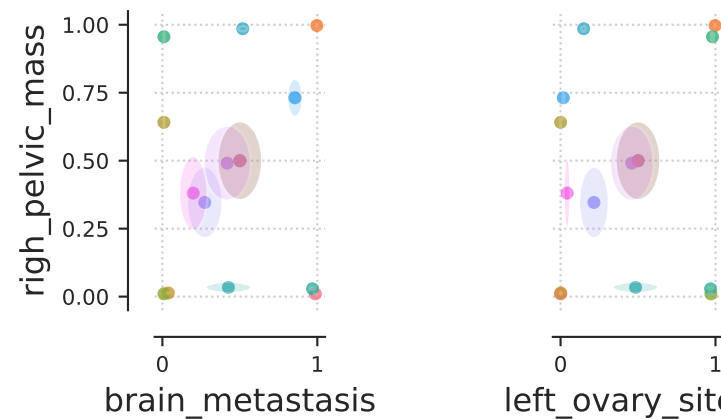 righ_pelvic_mass
1.00
0.75
0.50
0.25
0.00
0 1
0 1
brain_metastasis
left_ovary_site